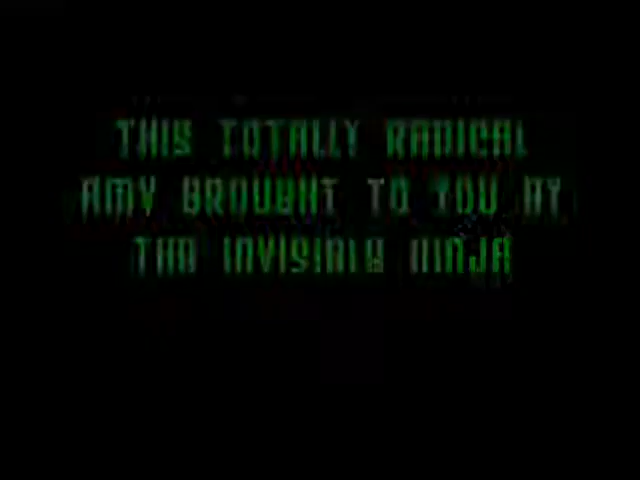 THIS TOTALLY RADICAL
AMV BROUGHT TO YOU BY
THE INVISIBLE NINJA